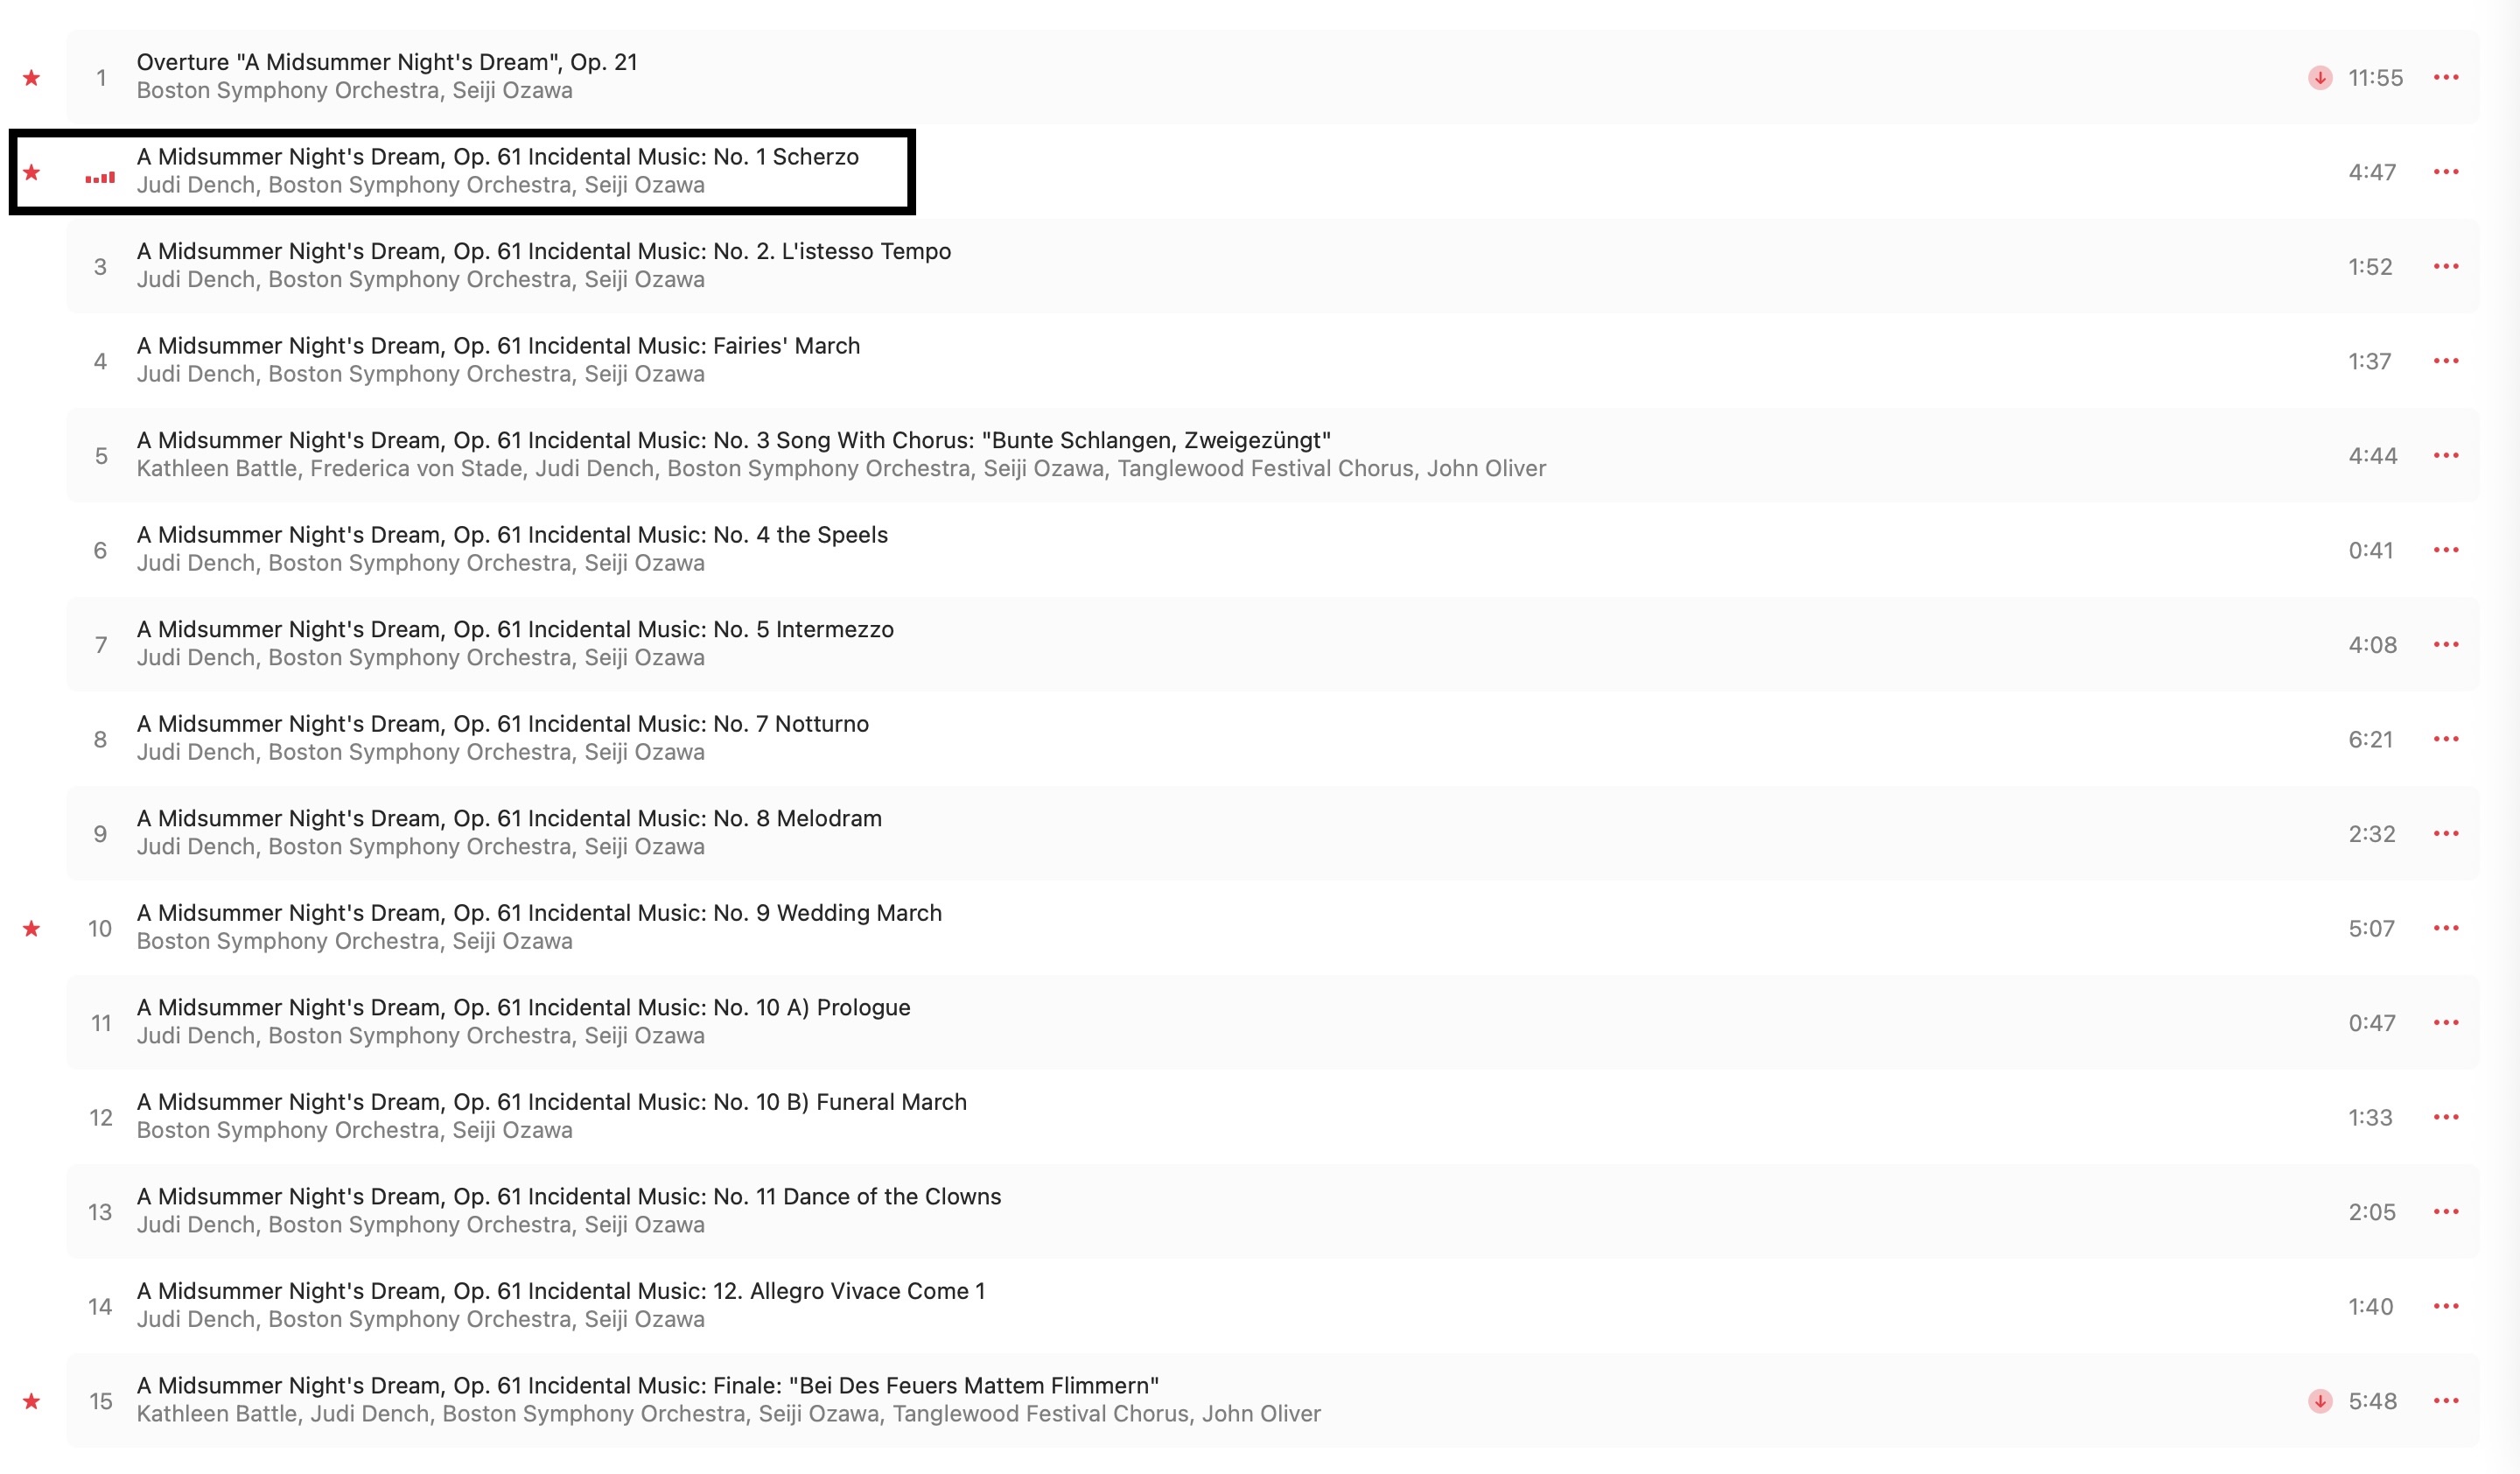 1
Overture "A Midsummer Night's Dream", Op. 21
Boston Symphony Orchestra, Seiji Ozawa
11:55
A Midsummer Night's Dream, Op. 61 Incidental Music: No. 1 Scherzo
Judi Dench, Boston Symphony Orchestra, Seiji Ozawa
4:47
3
A Midsummer Night's Dream, Op. 61 Incidental Music: No. 2. L'istesso Tempo
Judi Dench, Boston Symphony Orchestra, Seiji Ozawa
1:52
4
A Midsummer Night's Dream, Op. 61 Incidental Music: Fairies' March
Judi Dench, Boston Symphony Orchestra, Seiji Ozawa
1:37
5
A Midsummer Night's Dream, Op. 61 Incidental Music: No. 3 Song With Chorus: "Bunte Schlangen, Zweigezüngt"
Kathleen Battle, Frederica von Stade, Judi Dench, Boston Symphony Orchestra, Seiji Ozawa, Tanglewood Festival Chorus, John Oliver
4:44
6
A Midsummer Night's Dream, Op. 61 Incidental Music: No. 4 the Speels
Judi Dench, Boston Symphony Orchestra, Seiji Ozawa
0:41
7
A Midsummer Night's Dream, Op. 61 Incidental Music: No. 5 Intermezzo
Judi Dench, Boston Symphony Orchestra, Seiji Ozawa
4:08
8
A Midsummer Night's Dream, Op. 61 Incidental Music: No. 7 Notturno
Judi Dench, Boston Symphony Orchestra, Seiji Ozawa
6:21
9
A Midsummer Night's Dream, Op. 61 Incidental Music: No. 8 Melodram
Judi Dench, Boston Symphony Orchestra, Seiji Ozawa
2:32
10
A Midsummer Night's Dream, Op. 61 Incidental Music: No. 9 Wedding March
Boston Symphony Orchestra, Seiji Ozawa
5:07
11
A Midsummer Night's Dream, Op. 61 Incidental Music: No. 10 A) Prologue
Judi Dench, Boston Symphony Orchestra, Seiji Ozawa
0:47
12
A Midsummer Night's Dream, Op. 61 Incidental Music: No. 10 B) Funeral March
Boston Symphony Orchestra, Seiji Ozawa
1:33
13
A Midsummer Night's Dream, Op. 61 Incidental Music: No. 11 Dance of the Clowns
Judi Dench, Boston Symphony Orchestra, Seiji Ozawa
2:05
14
A Midsummer Night's Dream, Op. 61 Incidental Music: 12. Allegro Vivace Come 1
Judi Dench, Boston Symphony Orchestra, Seiji Ozawa
1:40
15
A Midsummer Night's Dream, Op. 61 Incidental Music: Finale: "Bei Des Feuers Mattem Flimmern"
Kathleen Battle, Judi Dench, Boston Symphony Orchestra, Seiji Ozawa, Tanglewood Festival Chorus, John Oliver
5:48